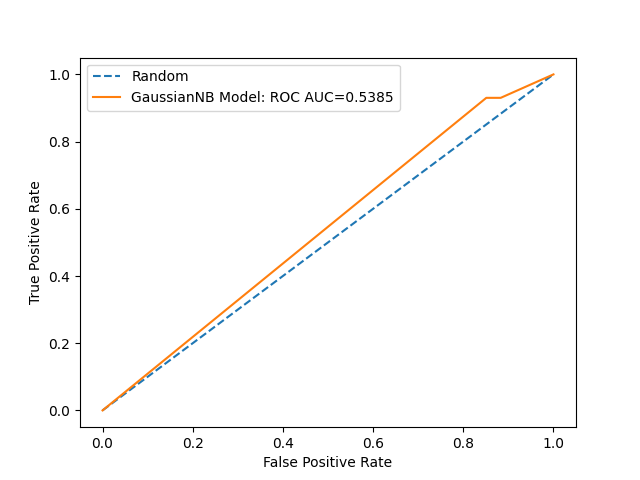 Random
GaussianNB Model: ROC AUC=0.5385
1.0
0.8
0.6
0.4
0.2
0.0
True Positive Rate
0.0 0.2 0.4 0.6 0.8 1.0
False Positive Rate